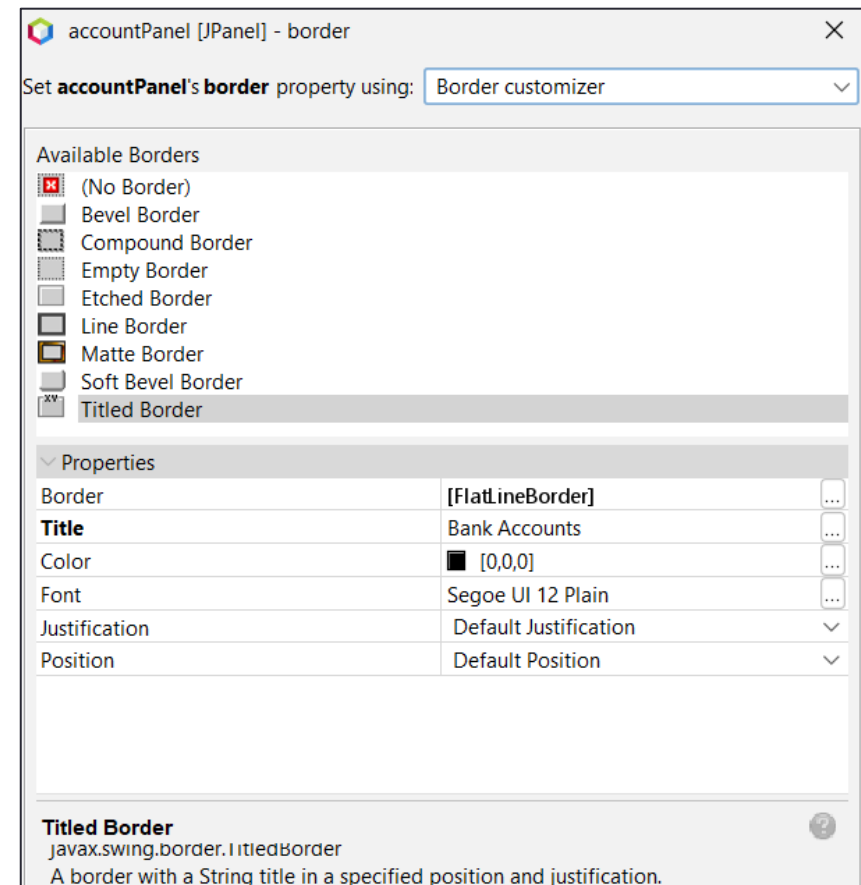 accountPanel [JPanel] - border
Set accountPanel's border property using: Border customizer
Available Borders
(No Border)
Bevel Border
Compound Border
Empty Border
Etched Border
Line Border
Matte Border
Soft Bevel Border
XY
Titled Border
Properties
Border [FlatLineBorder] ...
Title Bank Accounts ...
Color [0,0,0] ...
Font Segoe UI 12 Plain ...
Justification Default Justification
Position Default Position
Titled Border ?
javax.swing.border.TitledBorder
A border with a String title in a specified position and justification.